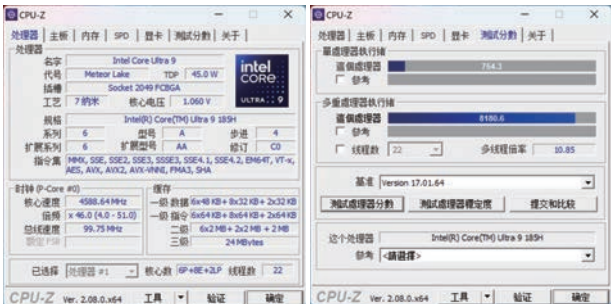 CPU-Z
处理器 主板 内存 SPD 显卡 测试分數 关于
处理器
名字 Intel Core Ultra 9
代号 Meteor Lake TDP 45.0 W
插槽 Socket 2049 FCBGA
工艺 7 纳米 核心电压 1.060 V
intel CORE ULTRA 9
规格 Intel(R) Core(TM) Ultra 9 185H
系列 6 型号 A 步进 4
扩展系列 6 扩展型号 AA 修订 C0
指令集 MMX, SSE, SSE2, SSE3, SSSE3, SSE4.1, SSE4.2, EM64T, VT-x, AES, AVX, AVX2, AVX-VNNI, FMA3, SHA
时钟 (P-Core #0)
核心速度 4588.64 MHz
倍频 x 46.0 (4.0 - 51.0)
总线速度 99.75 MHz
额定 FSB
缓存
一级 数据 6x48 KB + 8x32 KB + 2x32 KB
一级 指令 6x64 KB + 8x64 KB + 2x64 KB
二级 6x2 MB + 2x2 MB + 2 MB
三级 24 MBytes
已选择 处理器 #1 核心数 6P+8E+2LP 线程数 22
CPU-Z Ver. 2.08.0.x64 工具 验证 确定
CPU-Z
处理器 主板 内存 SPD 显卡 测试分數 关于
單處理器执行緒
這個處理器 754.3
参考
多重處理器执行緒
這個處理器 8180.6
参考
线程数 22 多线程倍率 10.85
基准 Version 17.01.64
測試處理器分數 測試處理器穩定度 提交和比较
这个处理器 Intel(R) Core(TM) Ultra 9 185H
参考 <請選擇>
CPU-Z Ver. 2.08.0.x64 工具 验证 确定